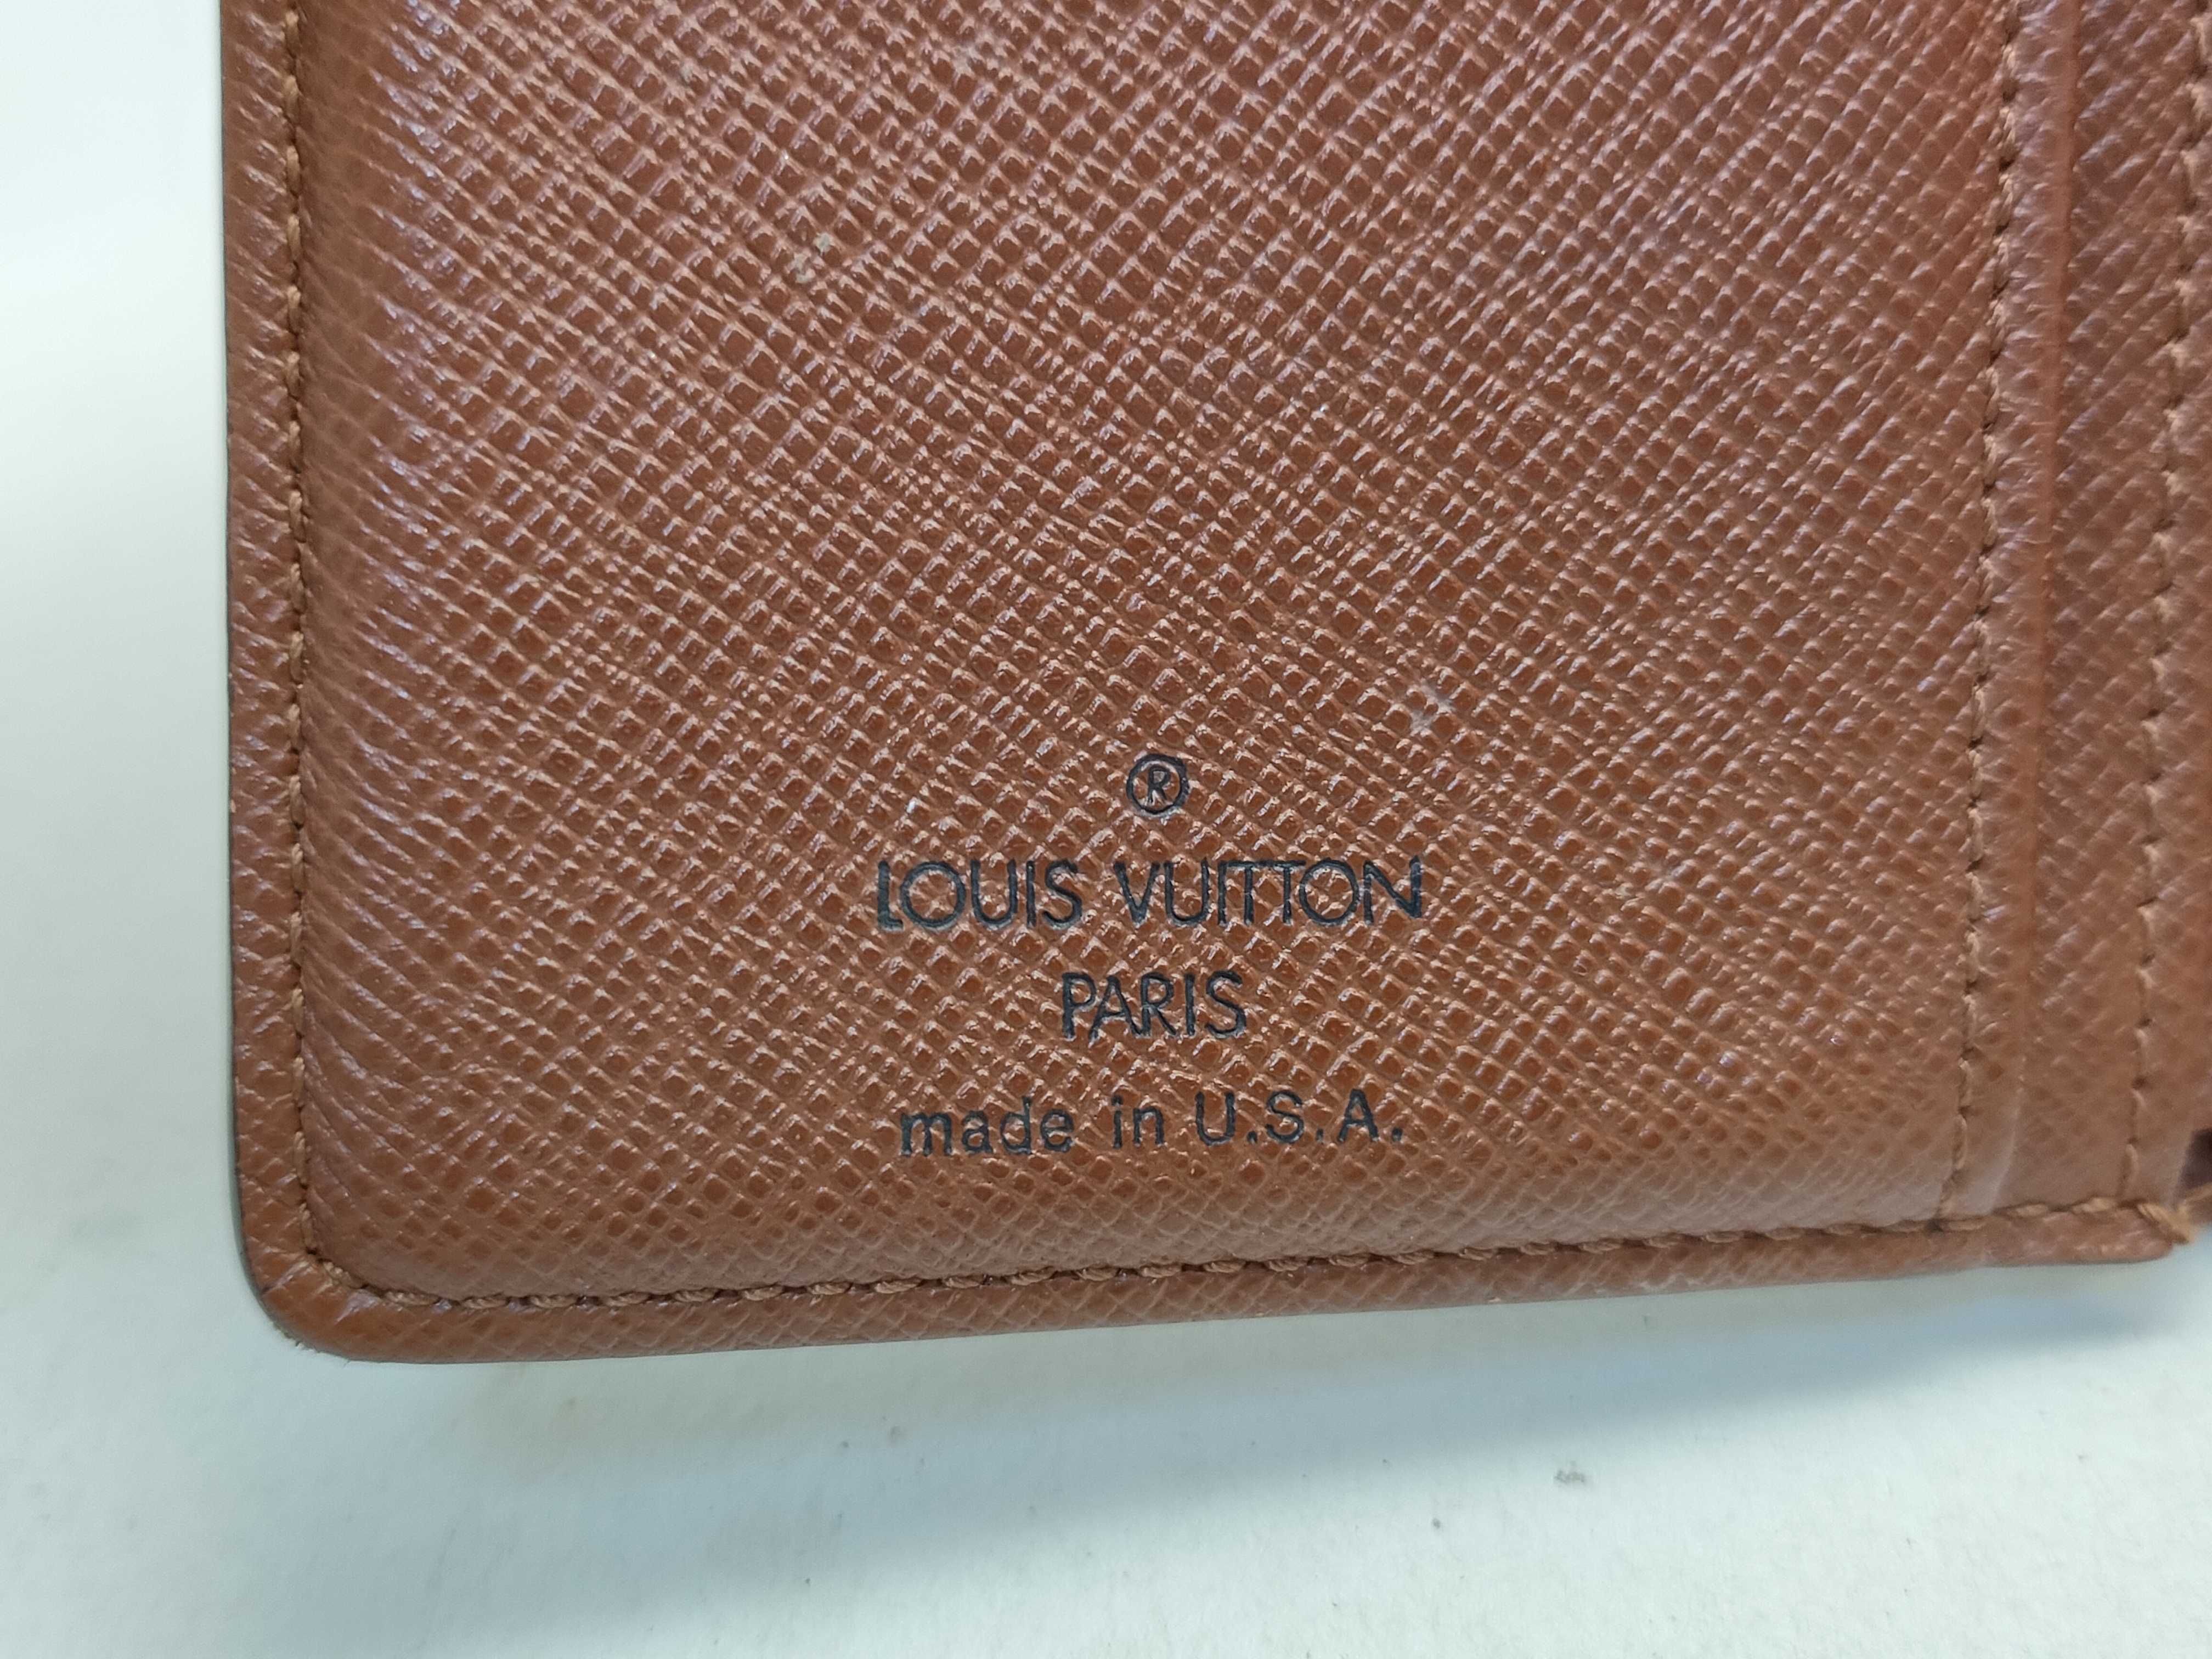 ®
LOUIS VUITTON
PARIS
made in U.S.A.